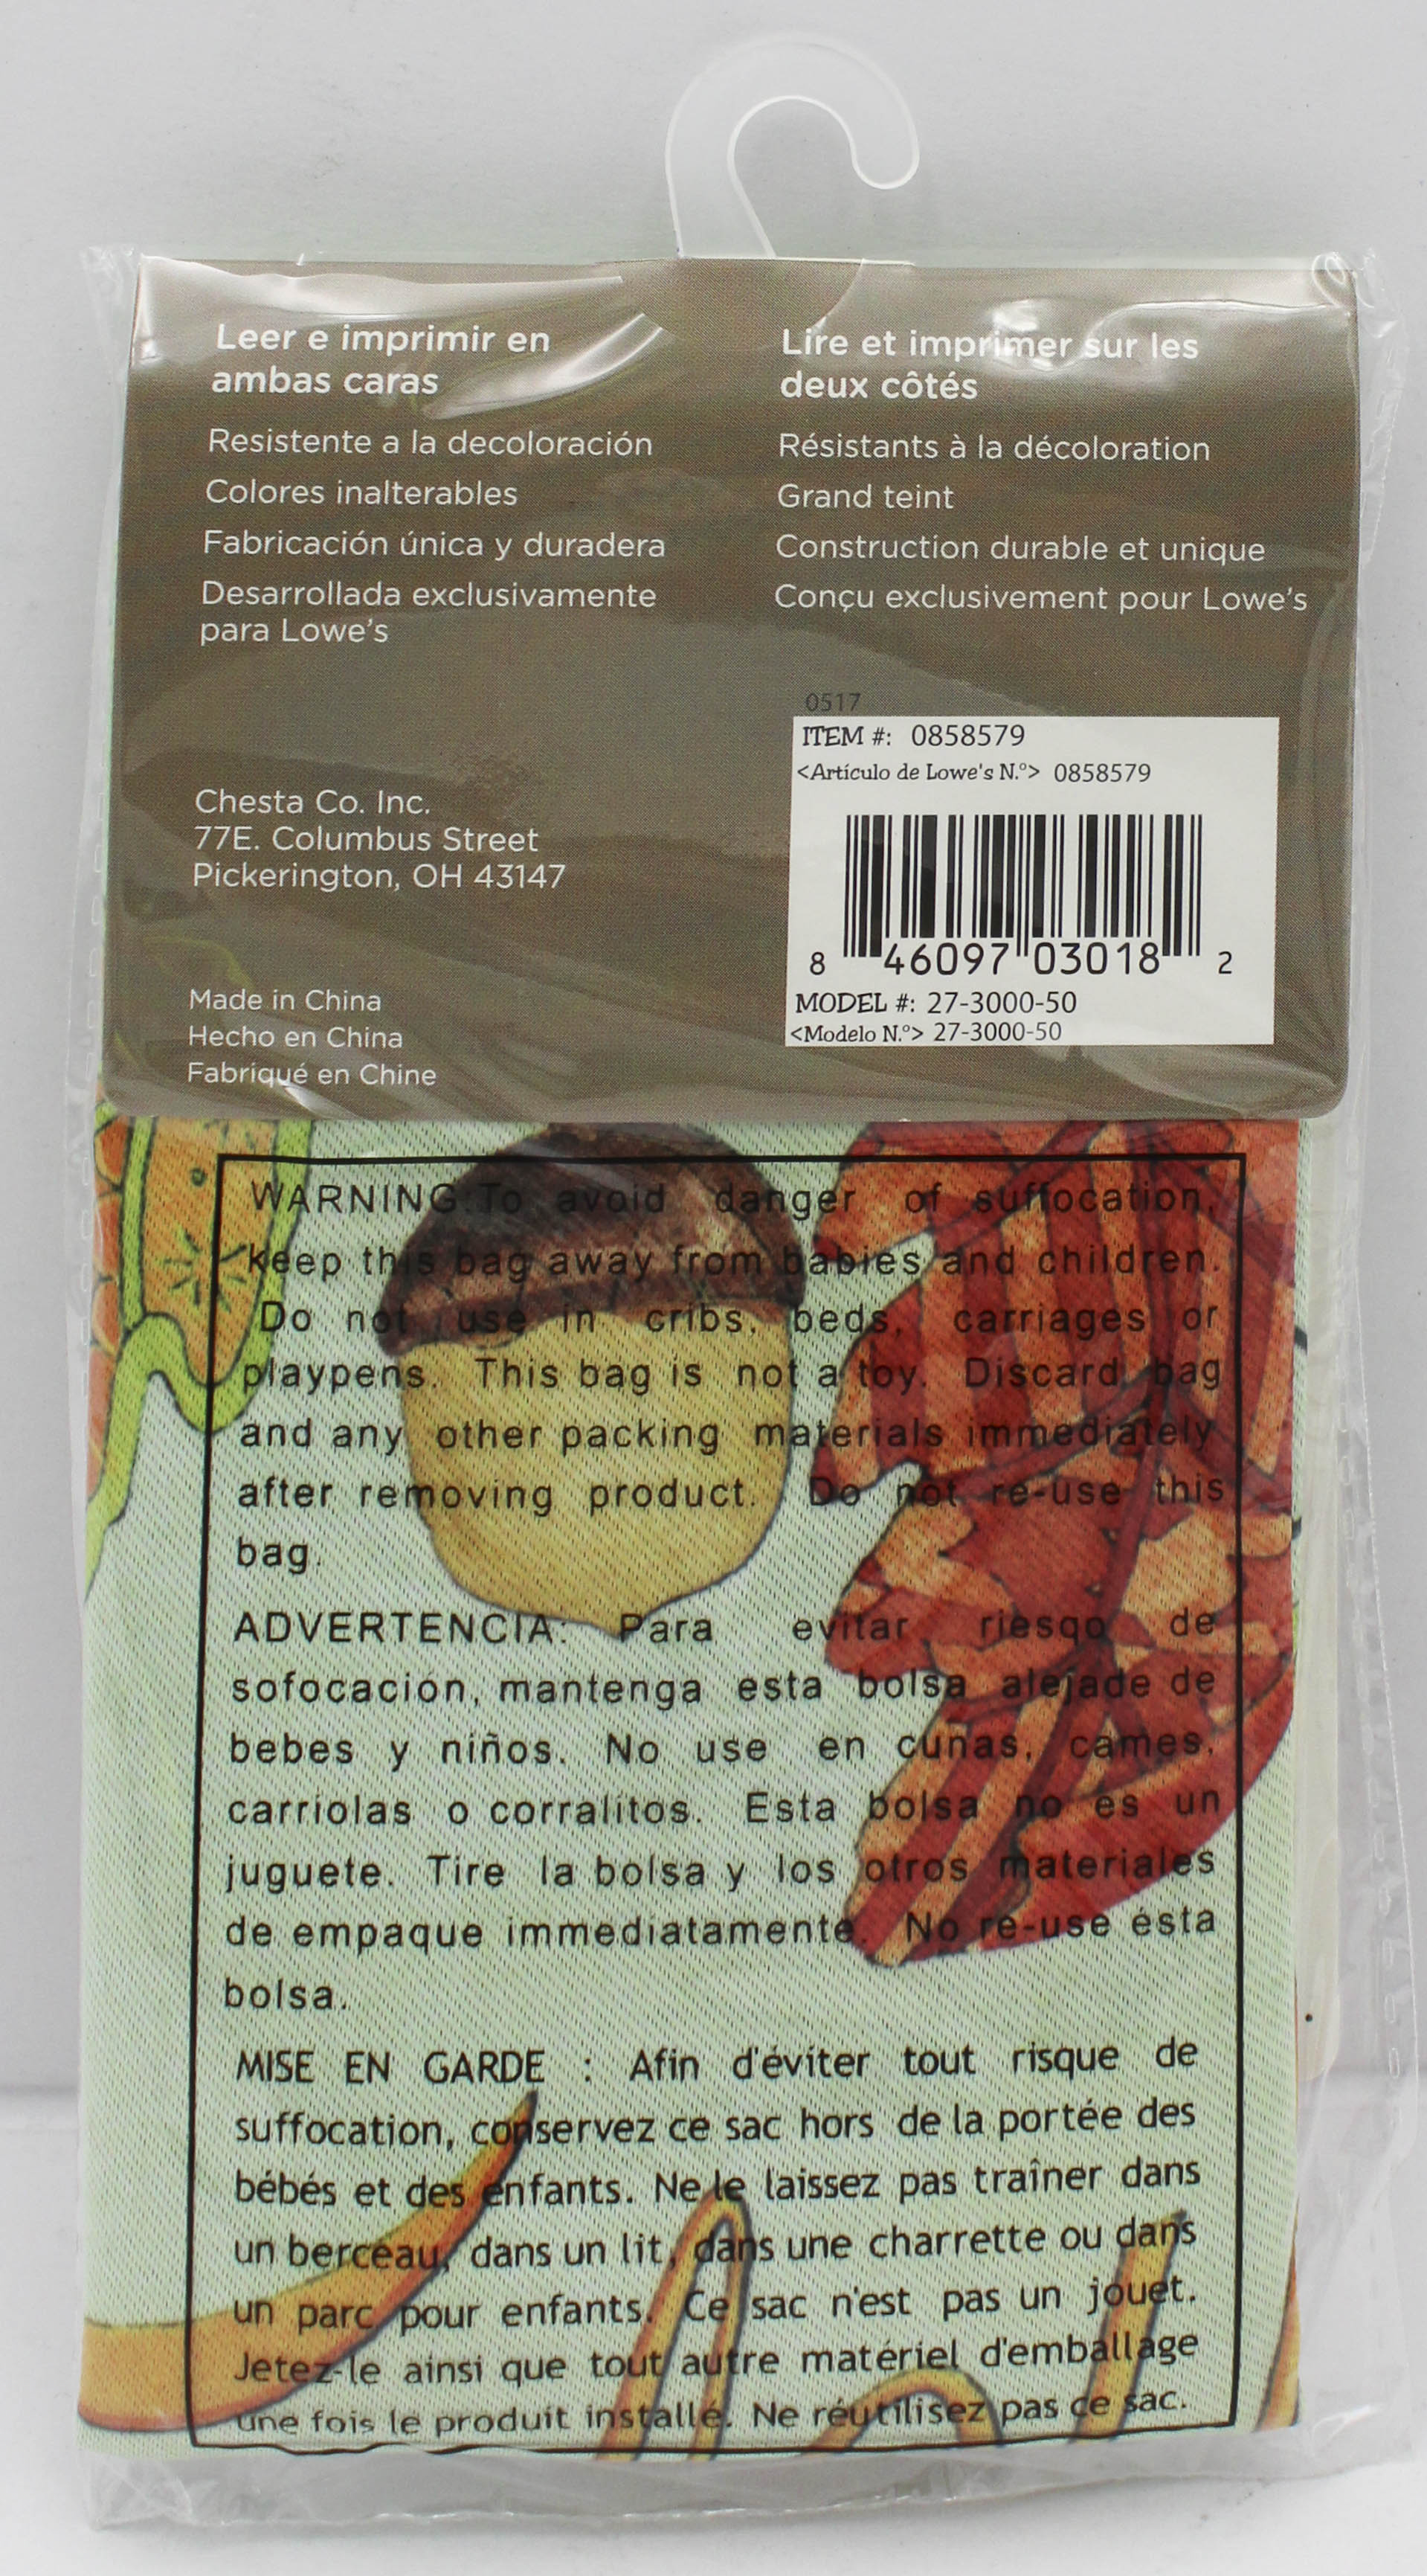 Leer e imprimir en
ambas caras
Resistente a la decoloración
Colores inalterables
Fabricación única y duradera
Desarrollada exclusivamente
para Lowe's
Lire et imprimer sur les
deux côtés
Résistants à la décoloration
Grand teint
Construction durable et unique
Conçu exclusivement pour Lowe's
Chesta Co. Inc.
77E. Columbus Street
Pickerington, OH 43147
Made in China
Hecho en China
Fabriqué en Chine
0517
ITEM #: 0858579
<Artículo de Lowe's N.º> 0858579
8 46097 03018 2
MODEL #: 27-3000-50
<Modelo N.º> 27-3000-50
WARNING:To avoid danger of suffocation,
keep this bag away from babies and children.
Do not use in cribs, beds, carriages or
playpens. This bag is not a toy. Discard bag
and any other packing materials immediately
after removing product. Do not re-use this
bag.
ADVERTENCIA: Para evitar riesgo de
sofocación, mantenga esta bolsa alejade de
bebes y niños. No use en cunas, cames,
carriolas o corralitos. Esta bolsa no es un
juguete. Tire la bolsa y los otros materiales
de empaque immediatamente. No re-use ésta
bolsa.
MISE EN GARDE : Afin d'éviter tout risque de
suffocation, conservez ce sac hors de la portée des
bébés et des enfants. Ne le laissez pas traîner dans
un berceau, dans un lit, dans une charrette ou dans
un parc pour enfants. Ce sac n'est pas un jouet.
Jetez-le ainsi que tout autre matériel d'emballage
une fois le produit installé. Ne réutilisez pas ce sac.